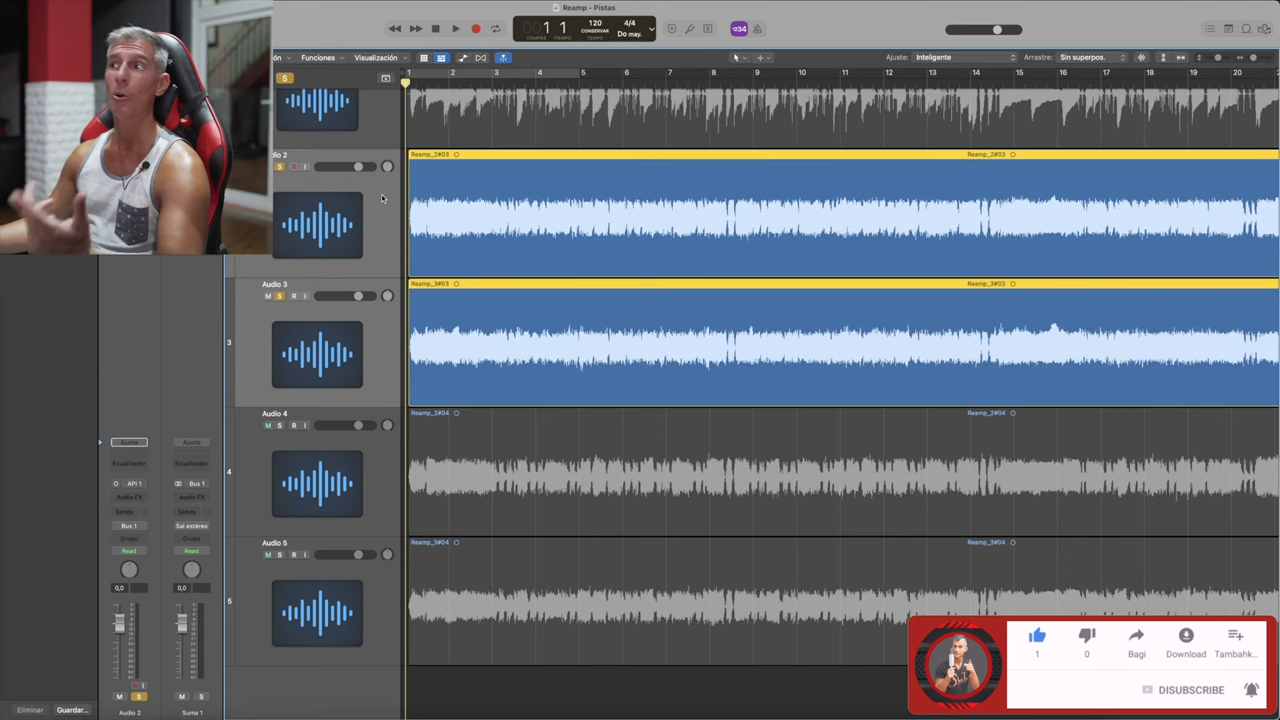 Reamp - Pistas
1 1
120
CONSERVAR
TEMPO
4/4
Do may.
COMPÁS TIEMPO
1234
ón Funciones Visualización
Ajuste: Inteligente
Arrastre: Sin superpos.
S
1 2 3 4 5 6 7 8 9 10 11 12 13 14 15 16 17 18 19 20
dio 2
S R I
Reamp_2#03
Reamp_2#03
Audio 3
M S R I
3
Reamp_3#03
Reamp_3#03
Audio 4
M S R I
4
Reamp_2#04
Reamp_2#04
Audio 5
M S R I
5
Reamp_3#04
Reamp_3#04
Ajuste Ajuste
Ecualizador Ecualizador
API 1 Bus 1
Audio FX Audio FX
Sends Sends
Bus 1 Sal estéreo
Grupo Grupo
Read Read
0,0 0,0
R I
M S M S
Audio 2 Suma 1
Eliminar Guardar...
1 0 Bagi Download Tambahk...
DISUBSCRIBE